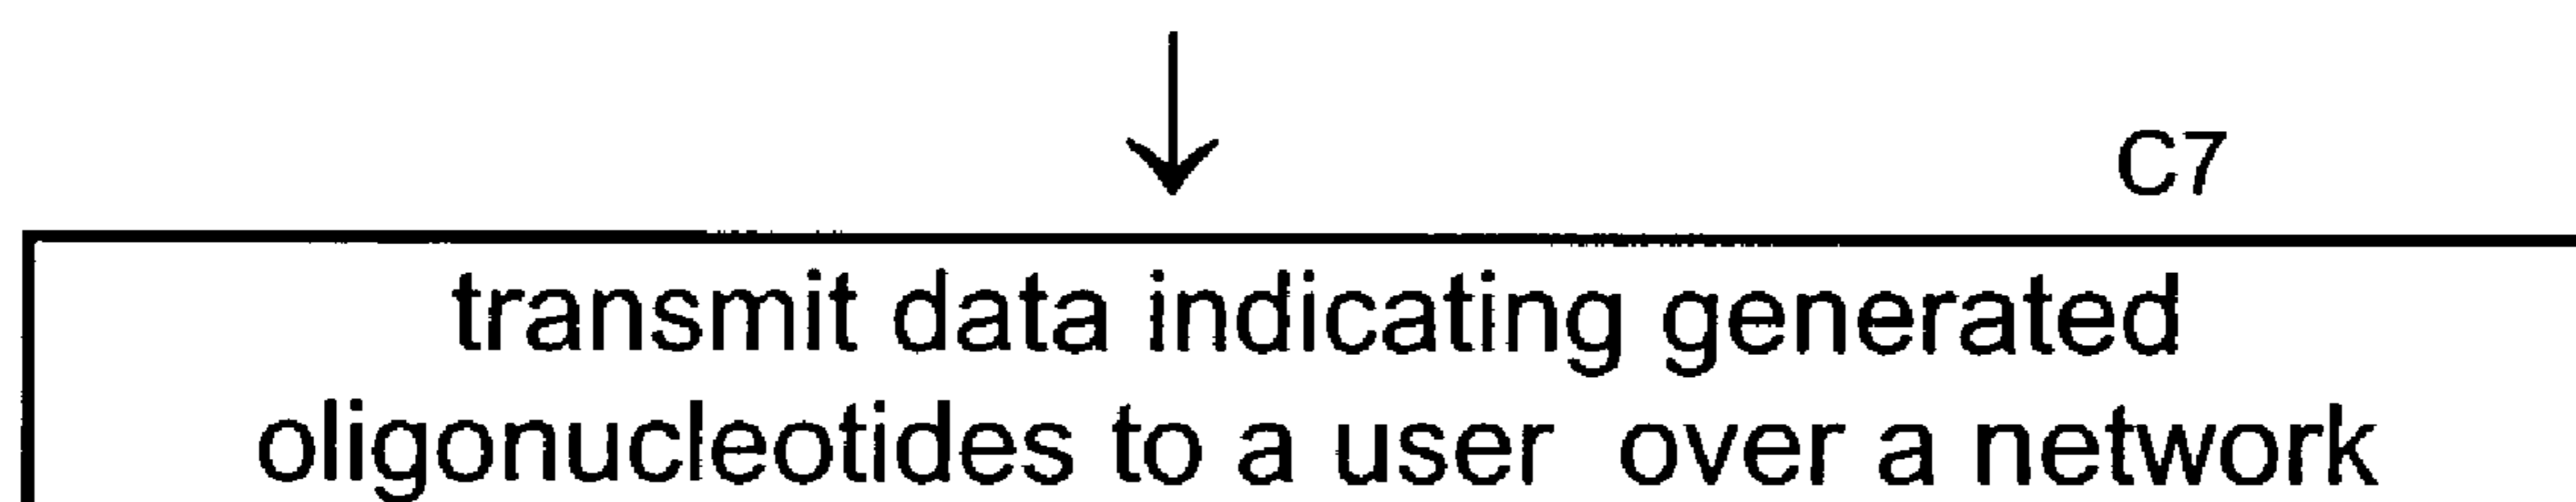 C7
transmit data indicating generated
oligonucleotides to a user over a network